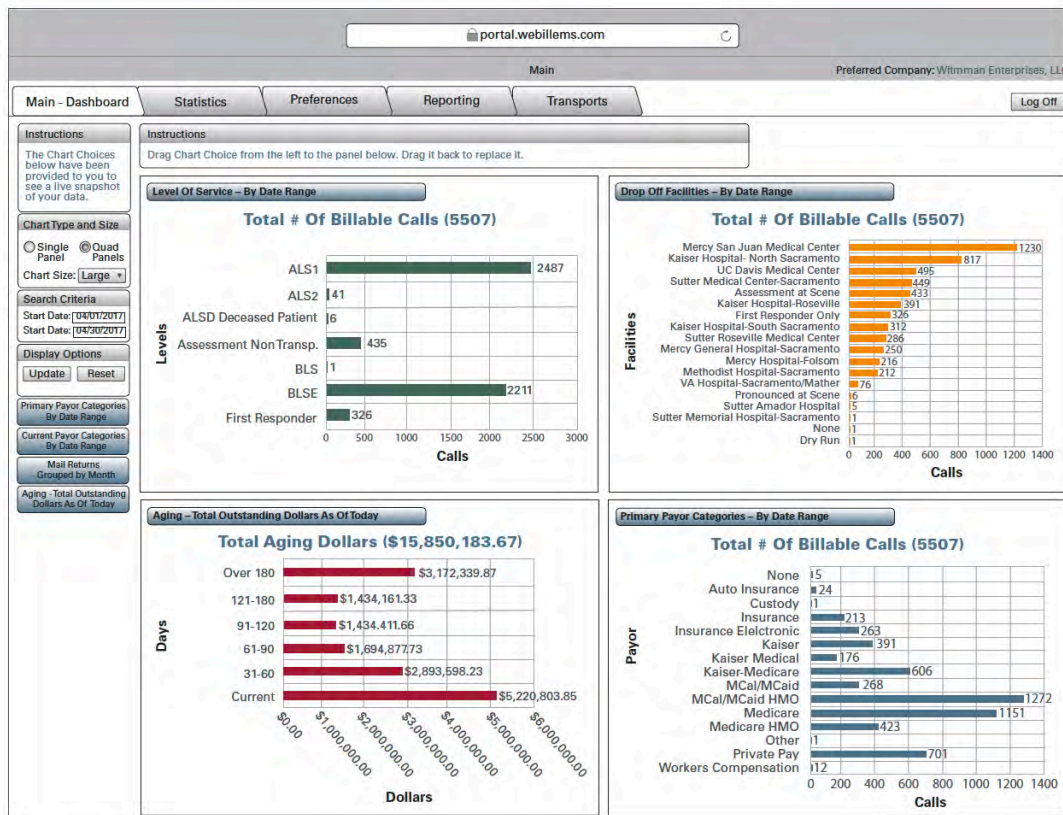 portal.webillems.com
Main
Preferred Company: Witmman Enterprises, LLC
Main - Dashboard
Statistics
Preferences
Reporting
Transports
Log Off
Instructions
The Chart Choices
below have been
provided to you to
see a live snapshot
of your data.
Chart Type and Size
Single Panel
Quad Panels
Chart Size: Large
Search Criteria
Start Date: 04/01/2017
Start Date: 04/30/2017
Display Options
Update Reset
Primary Payor Categories
By Date Range
Current Payor Categories
- By Date Range
Mail Returns
Grouped by Month
Aging - Total Outstanding
Dollars As Of Today
Instructions
Drag Chart Choice from the left to the panel below. Drag it back to replace it.
Level Of Service – By Date Range
Total # Of Billable Calls (5507)
Levels
ALS1 2487
ALS2 41
ALSD Deceased Patient 6
Assessment Non Transp. 435
BLS 1
BLSE 2211
First Responder 326
0 500 1000 1500 2000 2500 3000
Calls
Drop Off Facilities – By Date Range
Total # Of Billable Calls (5507)
Facilities
Mercy San Juan Medical Center 1230
Kaiser Hospital- North Sacramento 817
UC Davis Medical Center 495
Sutter Medical Center-Sacramento 449
Assessment at Scene 433
Kaiser Hospital-Roseville 391
First Responder Only 326
Kaiser Hospital-South Sacramento 312
Sutter Roseville Medical Center 286
Mercy General Hospital-Sacramento 250
Mercy Hospital-Folsom 216
Methodist Hospital-Sacramento 212
VA Hospital-Sacramento/Mather 76
Pronounced at Scene 6
Sutter Amador Hospital 5
Sutter Memorial Hospital-Sacramento 1
None 1
Dry Run 1
0 200 400 600 800 1000 1200 1400
Calls
Aging – Total Outstanding Dollars As Of Today
Total Aging Dollars ($15,850,183.67)
Days
Over 180 $3,172,339.87
121-180 $1,434,161.33
91-120 $1,434.411.66
61-90 $1,694,877.73
31-60 $2,893,598.23
Current $5,220,803.85
$0.00 $1,000,000.00 $2,000,000.00 $3,000,000.00 $4,000,000.00 $5,000,000.00 $6,000,000.00
Dollars
Primary Payor Categories – By Date Range
Total # Of Billable Calls (5507)
Payor
None 5
Auto Insurance 24
Custody 1
Insurance 213
Insurance Elelctronic 263
Kaiser 391
Kaiser Medical 176
Kaiser-Medicare 606
MCal/MCaid 268
MCal/MCaid HMO 1272
Medicare 1151
Medicare HMO 423
Other 1
Private Pay 701
Workers Compensation 12
0 200 400 600 800 1000 1200 1400
Calls